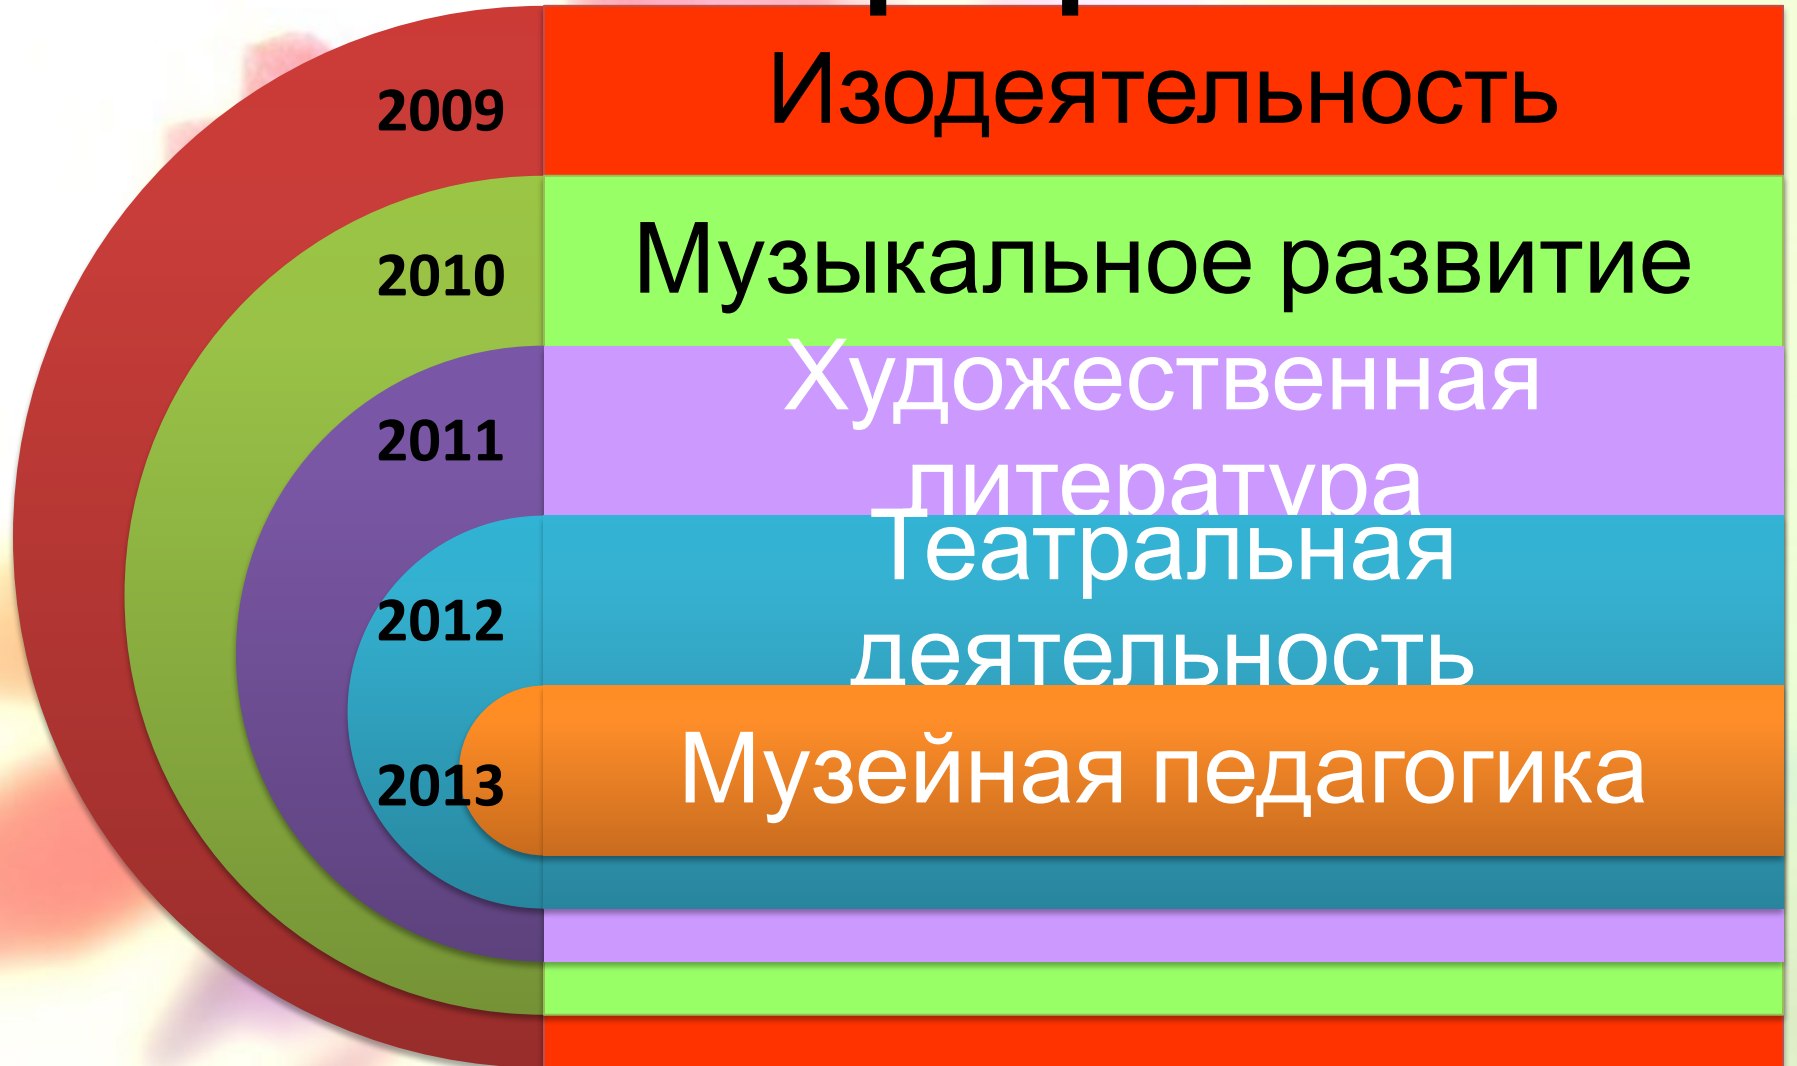 2009
Изодеятельность
2010
Музыкальное развитие
2011
Художественная
литература
2012
Театральная
деятельность
2013
Музейная педагогика